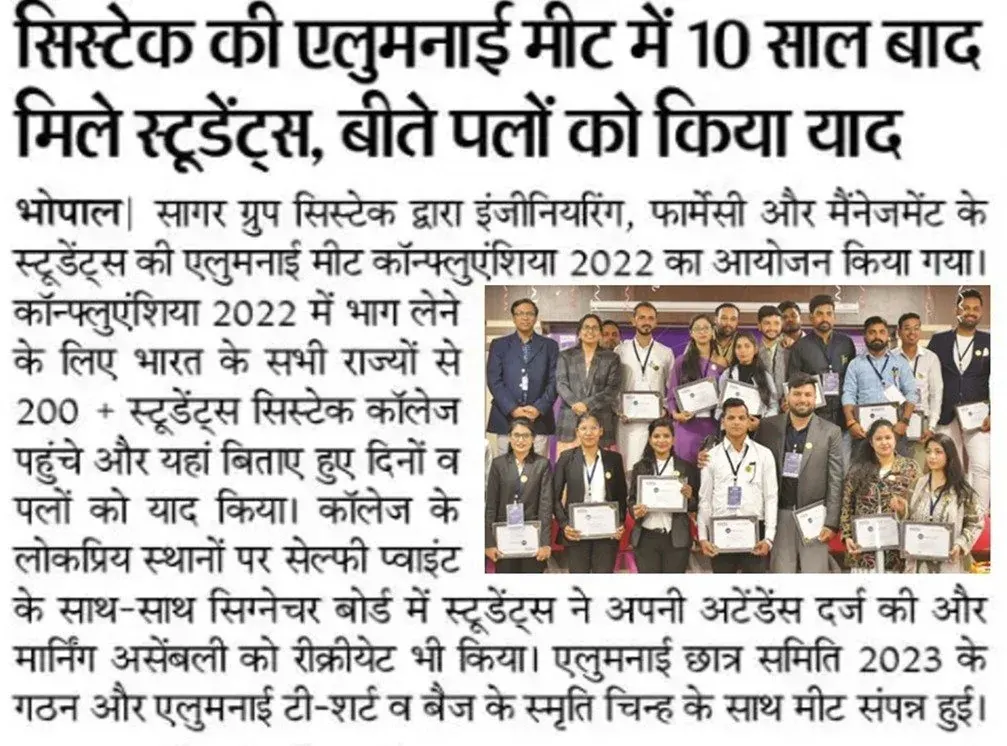 सिस्टेक की एलुमनाई मीट में 10 साल बाद
मिले स्टूडेंट्स, बीते पलों को किया याद
भोपाल| सागर ग्रुप सिस्टेक द्वारा इंजीनियरिंग, फार्मेसी और मैंनेजमेंट के
स्टूडेंट्स की एलुमनाई मीट कॉन्फ्लुएंशिया 2022 का आयोजन किया गया।
कॉन्फ्लुएंशिया 2022 में भाग लेने
के लिए भारत के सभी राज्यों से
200 + स्टूडेंट्स सिस्टेक कॉलेज
पहुंचे और यहां बिताए हुए दिनों व
पलों को याद किया। कॉलेज के
लोकप्रिय स्थानों पर सेल्फी प्वाइंट
के साथ-साथ सिग्नेचर बोर्ड में स्टूडेंट्स ने अपनी अटेंडेंस दर्ज की और
मार्निंग असेंबली को रीक्रीयेट भी किया। एलुमनाई छात्र समिति 2023 के
गठन और एलुमनाई टी-शर्ट व बैज के स्मृति चिन्ह के साथ मीट संपन्न हुई।